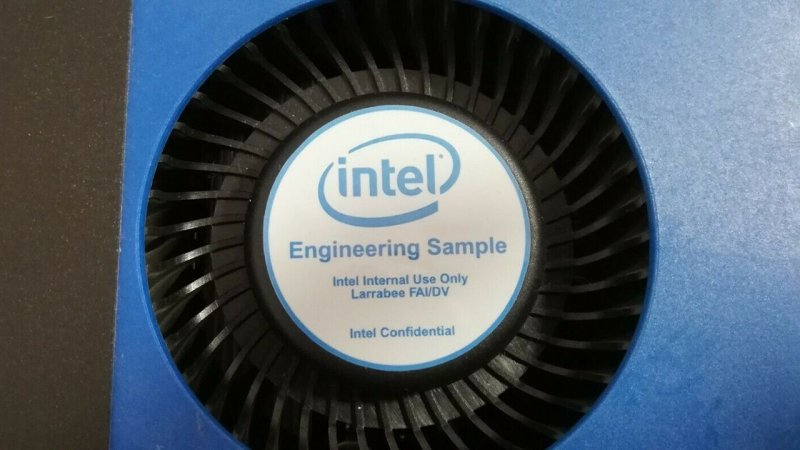 intel
Engineering Sample
Intel Internal Use Only
Larrabee FAI/DV
Intel Confidential